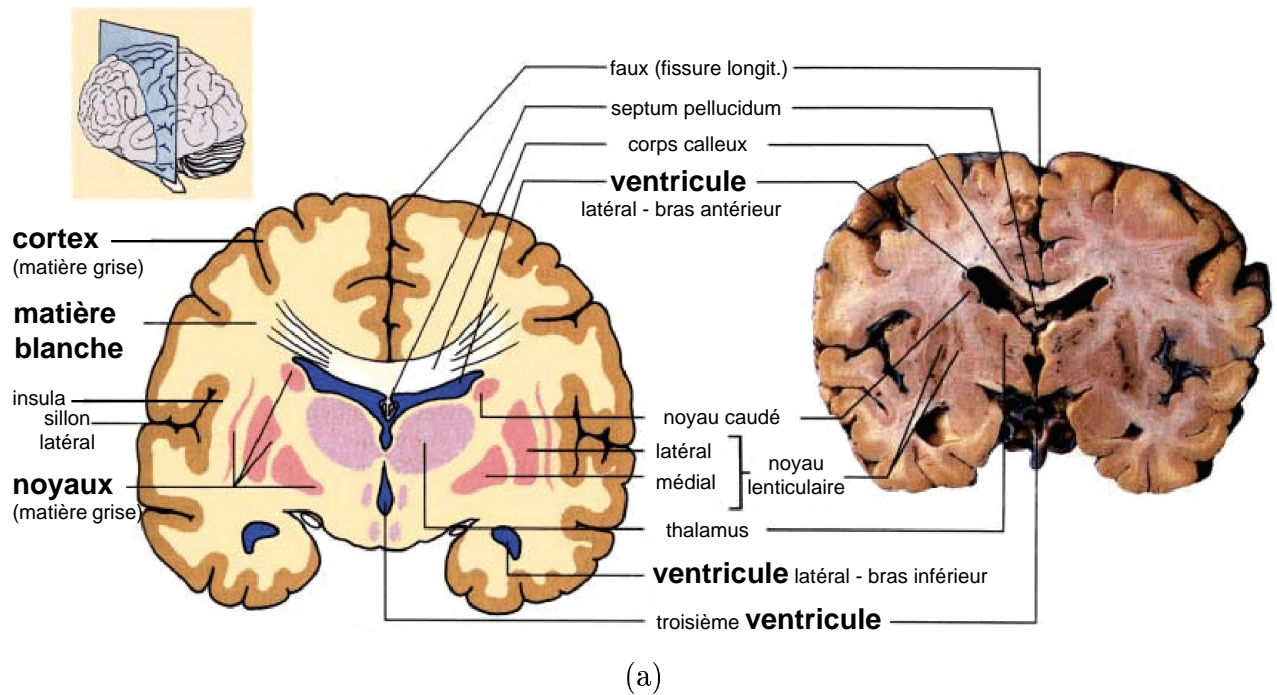 faux (fissure longit.)
septum pellucidum
corps calleux
ventricule
latéral - bras antérieur
cortex
(matière grise)
matière
blanche
insula
sillon
latéral
noyaux
(matière grise)
noyau caudé
latéral
médial
noyau
lenticulaire
thalamus
ventricule latéral - bras inférieur
troisième ventricule
(a)